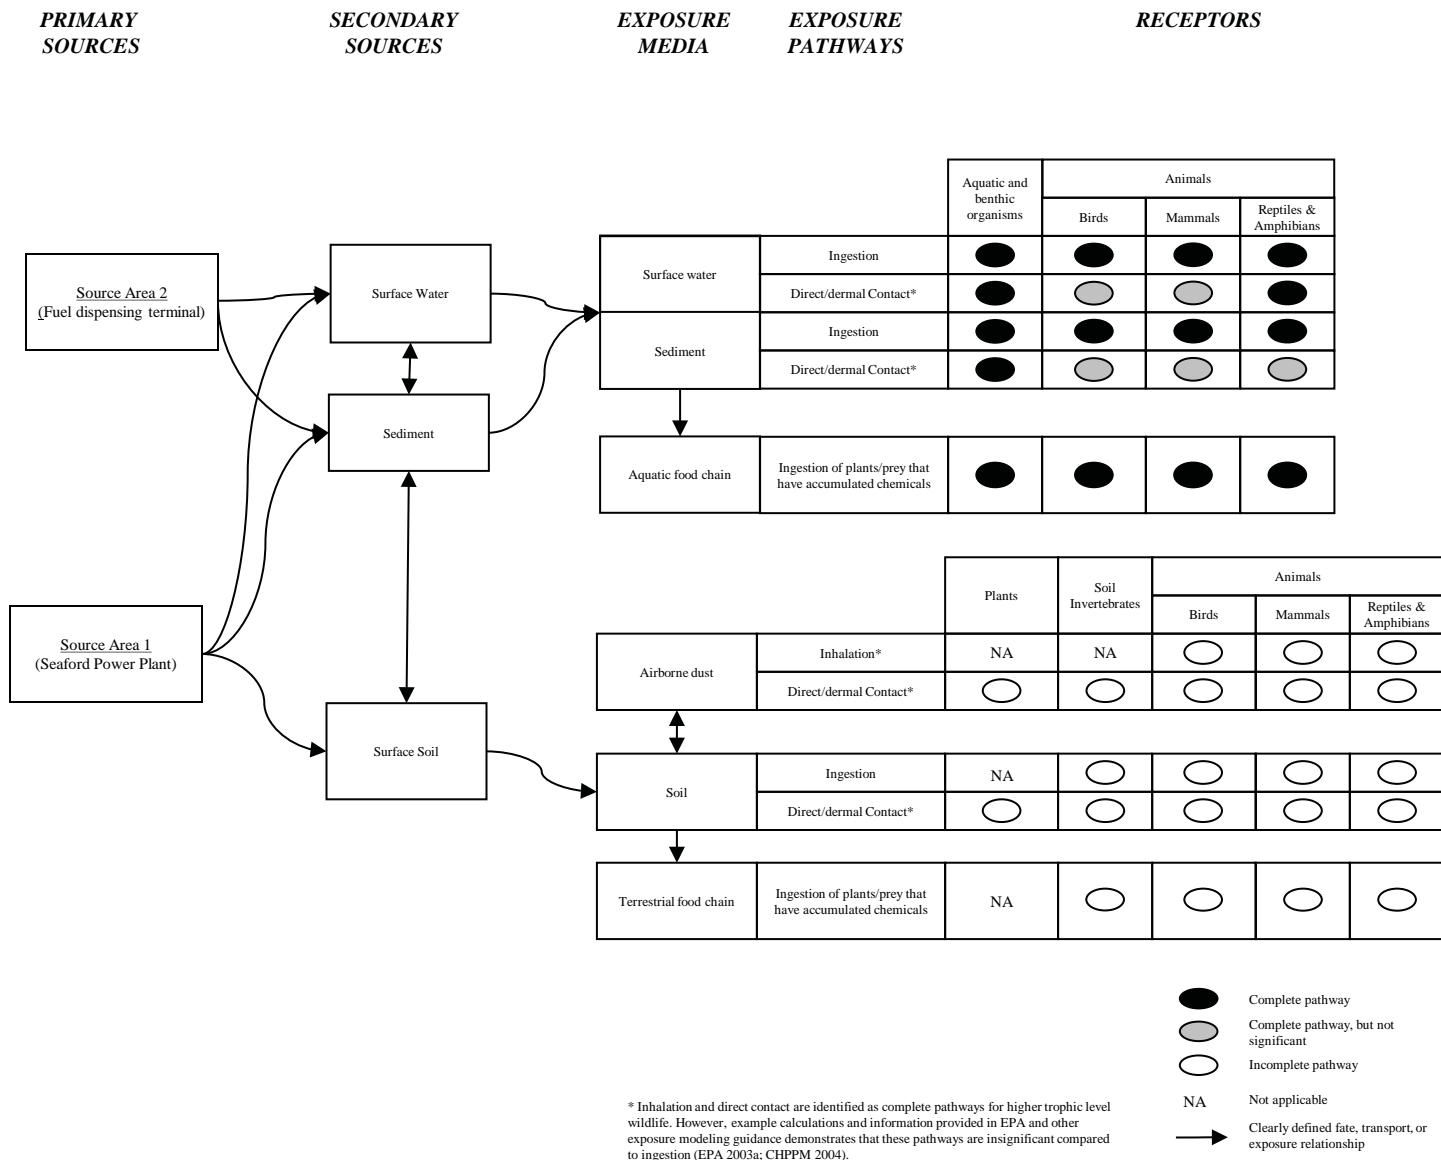 PRIMARY
SOURCES
SECONDARY
SOURCES
EXPOSURE
MEDIA
EXPOSURE
PATHWAYS
RECEPTORS
Aquatic and
benthic
organisms
Animals
Birds
Mammals
Reptiles &
Amphibians
Source Area 2
(Fuel dispensing terminal)
Surface Water
Surface water
Ingestion
Direct/dermal Contact*
Sediment
Ingestion
Direct/dermal Contact*
Sediment
Aquatic food chain
Ingestion of plants/prey that
have accumulated chemicals
Plants
Soil
Invertebrates
Animals
Birds
Mammals
Reptiles &
Amphibians
Source Area 1
(Seaford Power Plant)
Airborne dust
Inhalation*
NA
NA
Direct/dermal Contact*
Surface Soil
Soil
Ingestion
NA
Direct/dermal Contact*
Terrestrial food chain
Ingestion of plants/prey that
have accumulated chemicals
NA
Complete pathway
Complete pathway, but not
significant
Incomplete pathway
NA
Not applicable
Clearly defined fate, transport, or
exposure relationship
* Inhalation and direct contact are identified as complete pathways for higher trophic level
wildlife. However, example calculations and information provided in EPA and other
exposure modeling guidance demonstrates that these pathways are insignificant compared
to ingestion (EPA 2003a; CHPPM 2004).